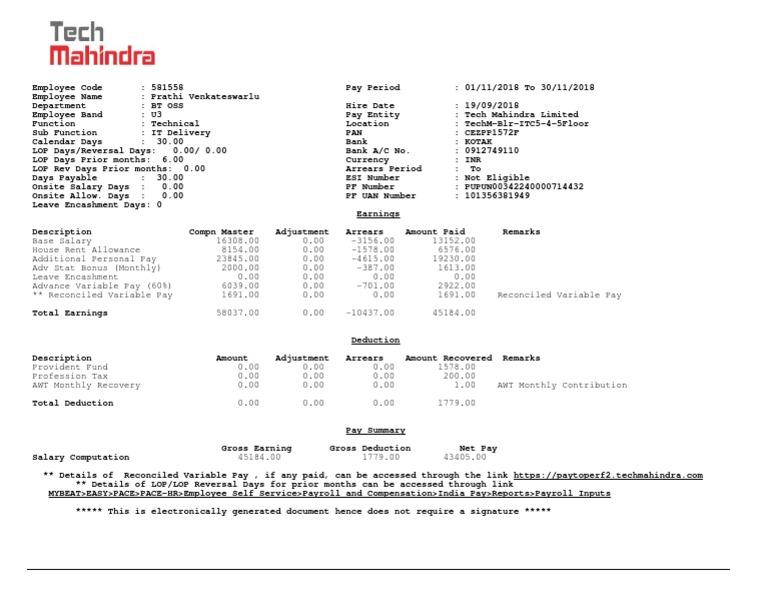 Tech
Mahindra
Employee Code : 581558 Pay Period : 01/11/2018 To 30/11/2018
Employee Name : Prathi Venkateswarlu
Department : BT OSS Hire Date : 19/09/2018
Employee Band : U3 Pay Entity : Tech Mahindra Limited
Function : Technical Location : TechM-Blr-ITC5-4-5Floor
Sub Function : IT Delivery PAN : CEZPP1572F
Calendar Days : 30.00 Bank : KOTAK
LOP Days/Reversal Days: 0.00/ 0.00 Bank A/C No. : 0912749110
LOP Days Prior months: 6.00 Currency : INR
LOP Rev Days Prior months: 0.00 Arrears Period : To
Days Payable : 30.00 ESI Number : Not Eligible
Onsite Salary Days : 0.00 PF Number : PUPUN00342240000714432
Onsite Allow. Days : 0.00 PF UAN Number : 101356381949
Leave Encashment Days: 0
Earnings
Description Compn Master Adjustment Arrears Amount Paid Remarks
Base Salary 16308.00 0.00 -3156.00 13152.00
House Rent Allowance 8154.00 0.00 -1578.00 6576.00
Additional Personal Pay 23845.00 0.00 -4615.00 19230.00
Adv Stat Bonus (Monthly) 2000.00 0.00 -387.00 1613.00
Leave Encashment 0.00 0.00 0.00 0.00
Advance Variable Pay (60%) 6039.00 0.00 -701.00 2922.00
** Reconciled Variable Pay 1691.00 0.00 0.00 1691.00 Reconciled Variable Pay
Total Earnings 58037.00 0.00 -10437.00 45184.00
Deduction
Description Amount Adjustment Arrears Amount Recovered Remarks
Provident Fund 0.00 0.00 0.00 1578.00
Profession Tax 0.00 0.00 0.00 200.00
AWT Monthly Recovery 0.00 0.00 0.00 1.00 AWT Monthly Contribution
Total Deduction 0.00 0.00 0.00 1779.00
Pay Summary
Gross Earning Gross Deduction Net Pay
Salary Computation 45184.00 1779.00 43405.00
** Details of Reconciled Variable Pay , if any paid, can be accessed through the link https://paytoperf2.techmahindra.com
** Details of LOP/LOP Reversal Days for prior months can be accessed through link
MYBEAT>EASY>PACE>PACE-HR>Employee Self Service>Payroll and Compensation>India Pay>Reports>Payroll Inputs
***** This is electronically generated document hence does not require a signature *****